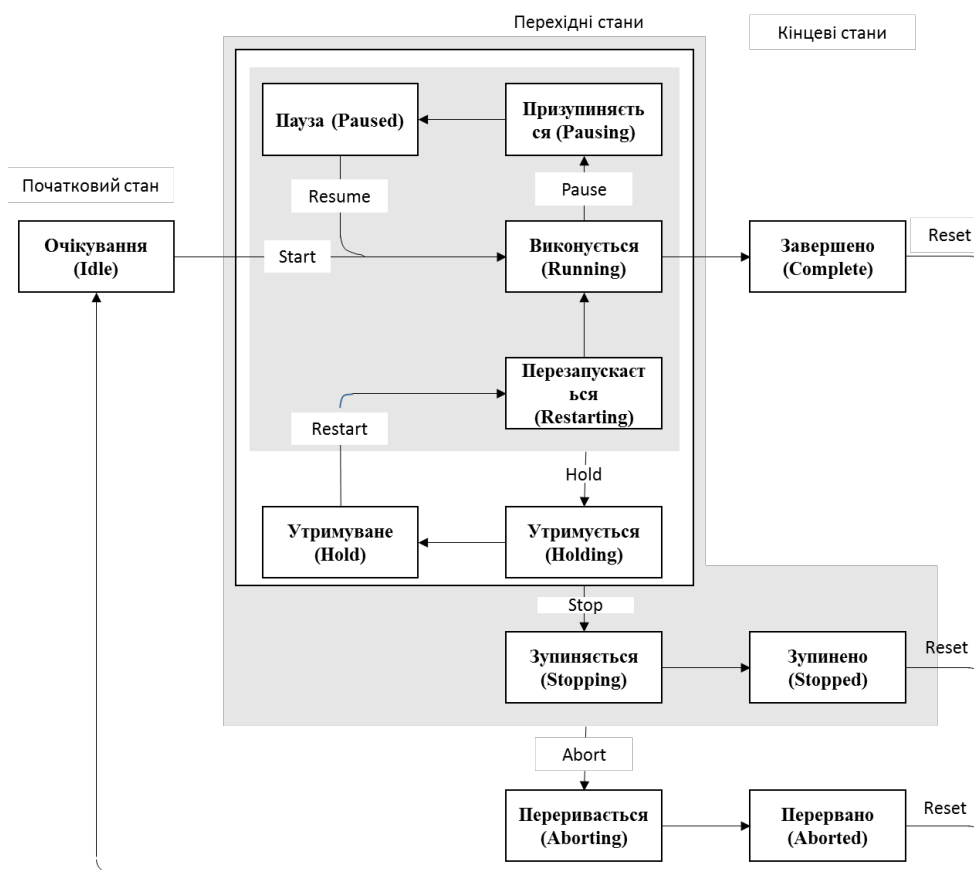 Перехідні стани
Кінцеві стани
Пауза (Paused)
Призупиняєть
ся (Pausing)
Початковий стан
Resume
Pause
Очікування
(Idle)
Start
Виконується
(Running)
Завершено
(Complete)
Reset
Перезапускаєт
ься
(Restarting)
Restart
Hold
Утримуване
(Hold)
Утримується
(Holding)
Stop
Зупиняється
(Stopping)
Зупинено
(Stopped)
Reset
Abort
Переривається
(Aborting)
Перервано
(Aborted)
Reset